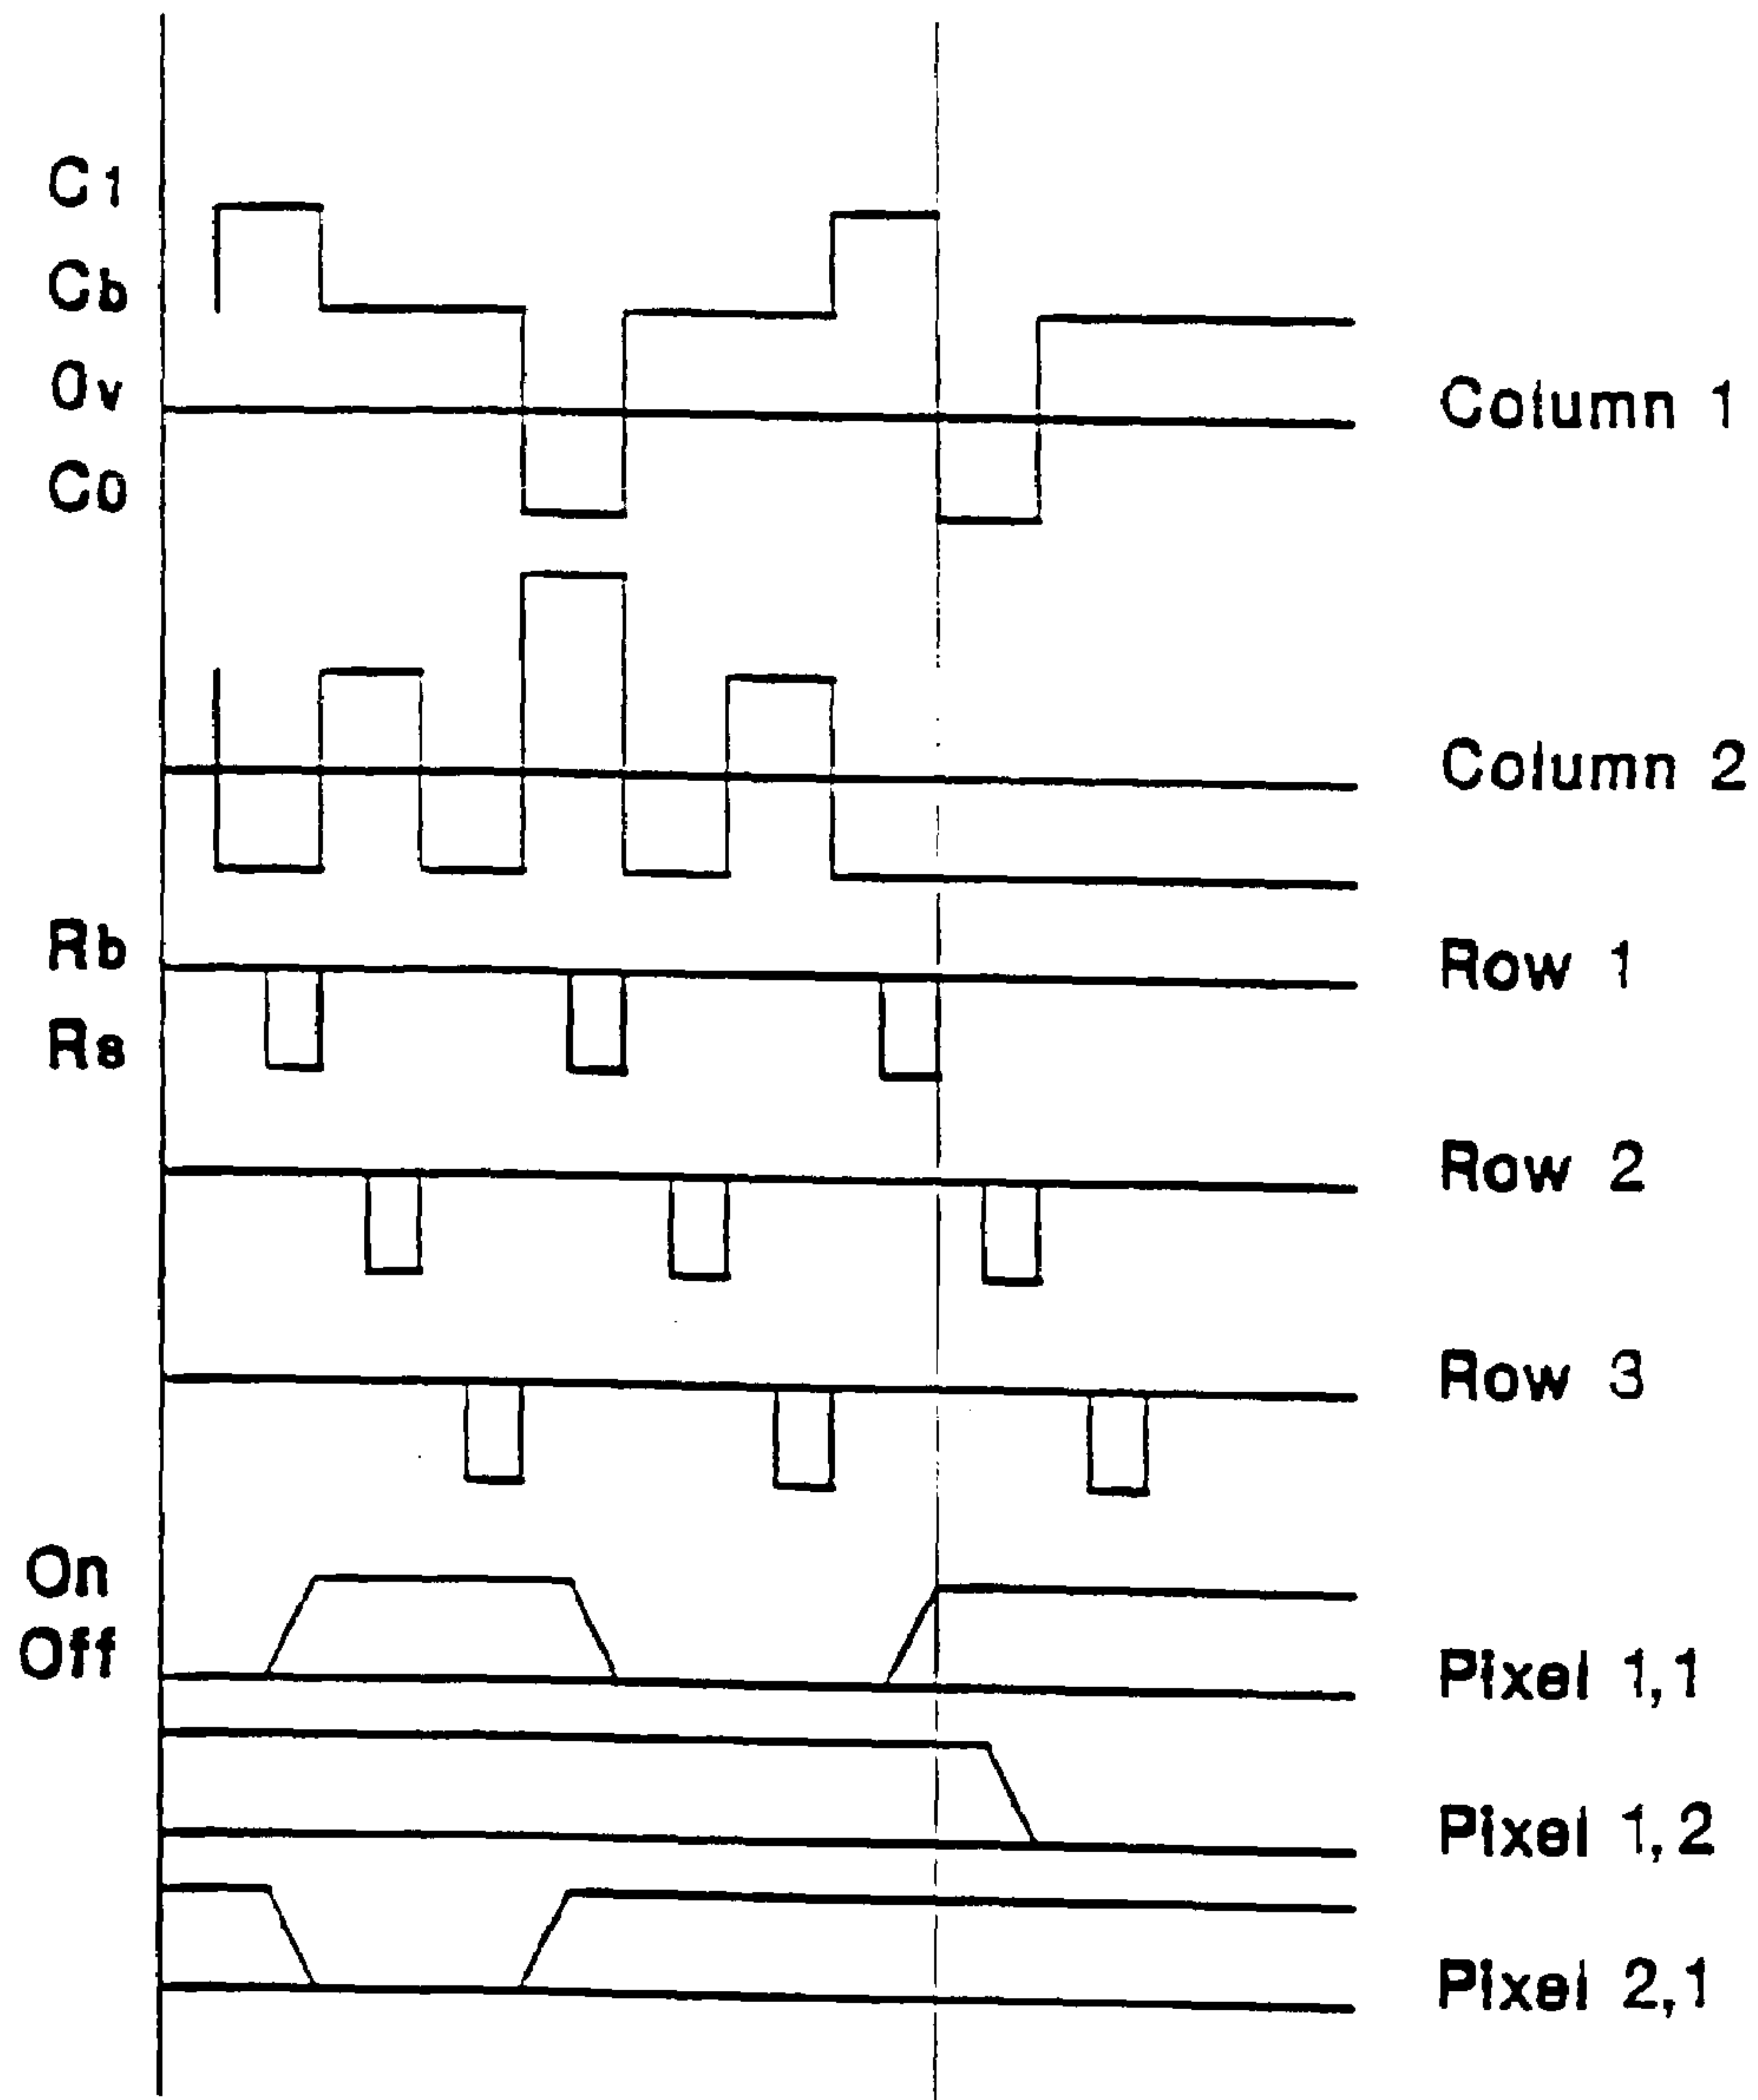 C1
Cb
0v
C0
Column 1
Column 2
Rb
Row 1
Rs
Row 2
Row 3
On
Off
Pixel 1,1
Pixel 1,2
Pixel 2,1